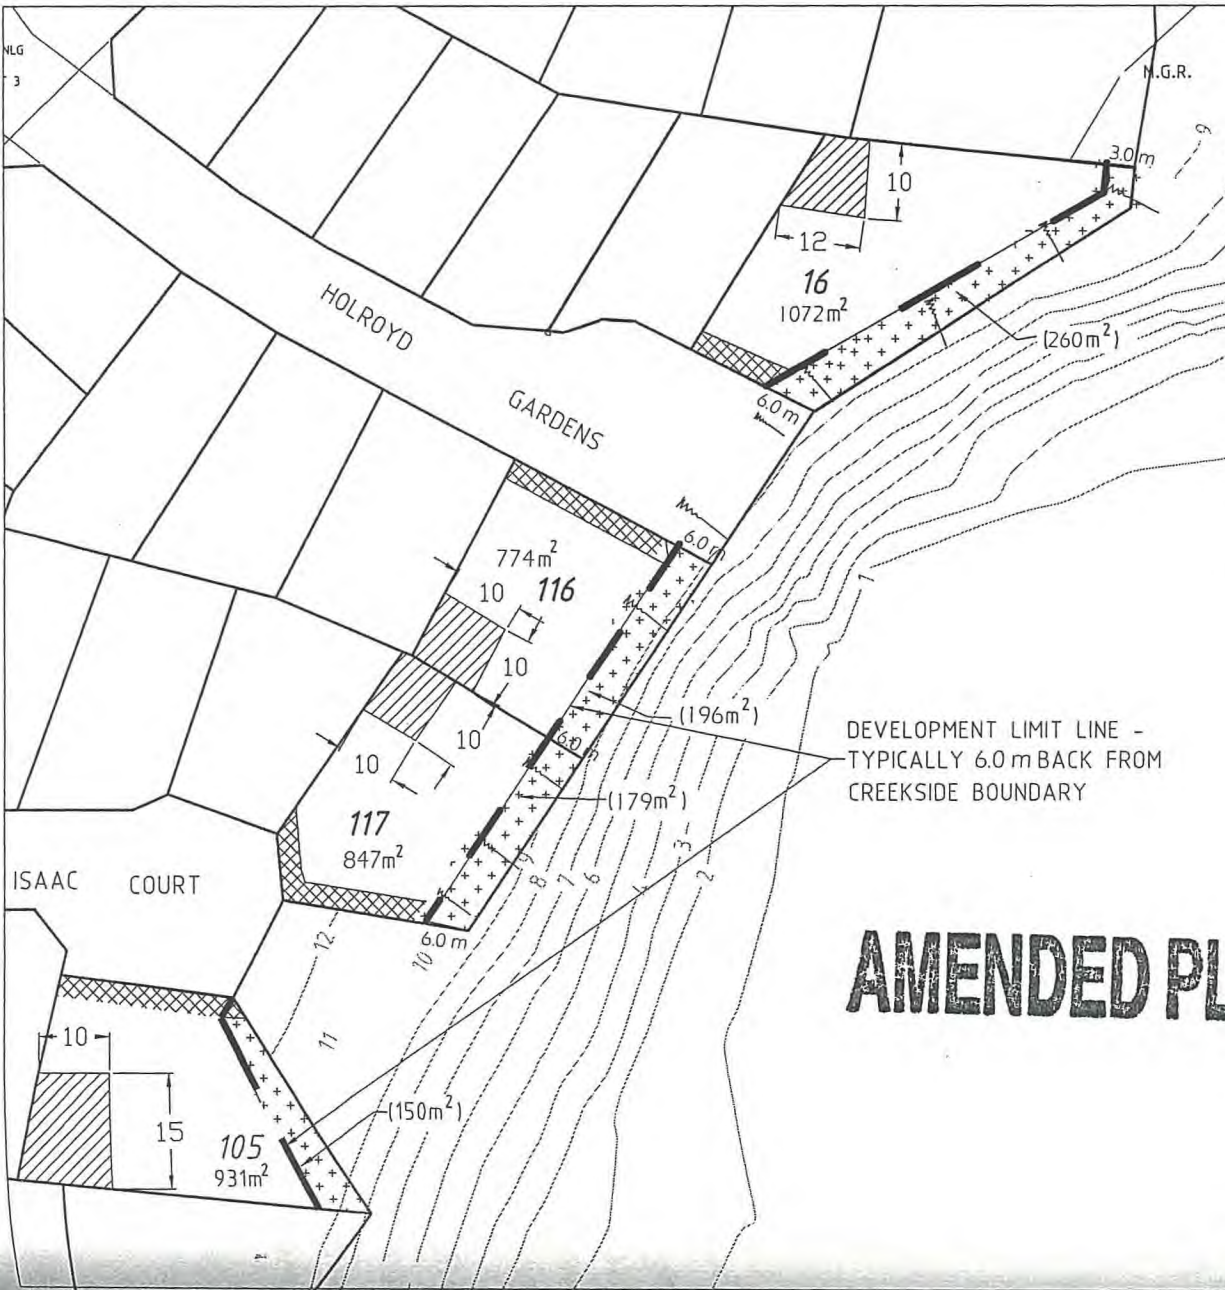 NLG
3
M.G.R.
6
3.0 m
10
12
16
1072m²
(260m²)
HOLROYD
6.0 m
GARDENS
6.0 m
774m²
116
10
1
10
(196m²)
DEVELOPMENT LIMIT LINE -
TYPICALLY 6.0 m BACK FROM
CREEKSIDE BOUNDARY
6.0 m
10
10
(179m²)
117
847m²
ISAAC COURT
9
8
7
6
4
3
2
6.0 m
12
10
11
AMENDED PL
10
15
(150m²)
105
931m²